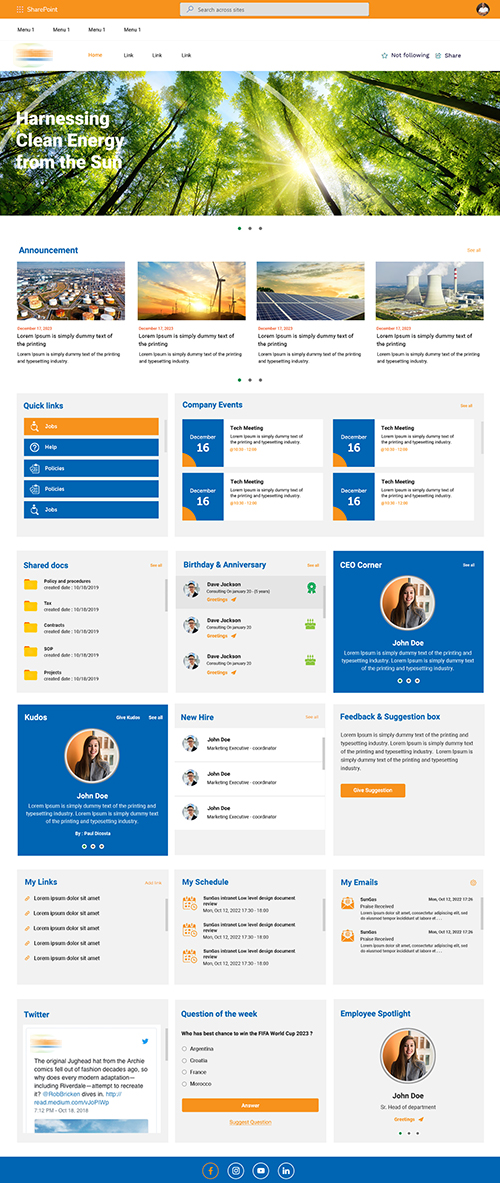 SharePoint
Search across sites
Menu 1 Menu 1 Menu 1 Menu 1
Home Link Link Link Not following Share
Harnessing
Clean Energy
from the Sun
Announcement See all
December 17, 2023 December 17, 2023 December 17, 2023 December 17, 2023
Lorem Ipsum is simply dummy text of the printing
Lorem Ipsum is simply dummy text of the printing and typesetting industry.
Lorem Ipsum is simply dummy text of the printing
Lorem Ipsum is simply dummy text of the printing and typesetting industry.
Lorem Ipsum is simply dummy text of the printing
Lorem Ipsum is simply dummy text of the printing and typesetting industry.
Lorem Ipsum is simply dummy text of the printing
Lorem Ipsum is simply dummy text of the printing and typesetting industry.
Quick links
Jobs
Help
Policies
Policies
Jobs
Company Events See all
December
16
Tech Meeting
Lorem Ipsum is simply dummy text of
the printing and typesetting industry.
@10:30 - 12:00
December
16
Tech Meeting
Lorem Ipsum is simply dummy text of
the printing and typesetting industry.
@10:30 - 12:00
December
16
Tech Meeting
Lorem Ipsum is simply dummy text of
the printing and typesetting industry.
@10:30 - 12:00
December
16
Tech Meeting
Lorem Ipsum is simply dummy text of
the printing and typesetting industry.
@10:30 - 12:00
Shared docs See all
Policy and procedures
created date : 10/18/2019
Tax
created date : 10/18/2019
Contracts
created date : 10/18/2019
SOP
created date : 10/18/2019
Projects
created date : 10/18/2019
Birthday & Anniversary See all
Dave Jackson
Consulting On January 20 - (5 years)
Greetings
Dave Jackson
Consulting On January 20
Greetings
Dave Jackson
Consulting On January 20
Greetings
CEO Corner See all
John Doe
Lorem Ipsum is simply dummy text of the
printing and typesetting industry. Lorem
Ipsum is simply dummy text of the printing
and typesetting industry.
Kudos Give Kudos See all
John Doe
Lorem Ipsum is simply dummy text of the printing and
typesetting industry. Lorem Ipsum is simply dummy
text of the printing and typesetting industry.
By : Paul Dicosta
New Hire See all
John Doe
Marketing Executive - coordinator
John Doe
Marketing Executive - coordinator
John Doe
Marketing Executive - coordinator
Feedback & Suggestion box
Lorem Ipsum is simply dummy text of the printing and
typesetting industry. Lorem Ipsum is simply dummy
text of the printing and typesetting industry. Lorem
Ipsum is simply dummy text of the printing and
typesetting industry.
Give Suggestion
My Links Add link
Lorem ipsum dolor sit amet
Lorem ipsum dolor sit amet
Lorem ipsum dolor sit amet
Lorem ipsum dolor sit amet
Lorem ipsum dolor sit amet
My Schedule
SunGas intranet Low level design document
review
Mon, Oct 12, 2022 17:30 - 18:00
SunGas intranet Low level design document
review
Mon, Oct 12, 2022 17:30 - 18:00
My Emails
SunGas Mon, Oct 12, 2022 17:26
Praise Received
Lorem ipsum dolor sit amet, consectetur adipiscing elit, sed
do eiusmod tempor incididunt ut labore et.....
SunGas Mon, Oct 12, 2022 17:26
Praise Received
Lorem ipsum dolor sit amet, consectetur adipiscing elit, sed
do eiusmod tempor incididunt ut labore et.....
Twitter
The original Jughead hat from the Archie
comics fell out of fashion decades ago, so
why does every modern adaptation—
including Riverdale—attempt to recreate
it? @RobBricken dives in. http://
read.medium.com/vJoPIWp
7:12 PM - Oct 18, 2018
Question of the week
Who has best chance to win the FIFA World Cup 2023 ?
Argentina
Croatia
France
Morocco
Answer
Suggest Question
Employee Spotlight
John Doe
Sr. Head of department
Greetings